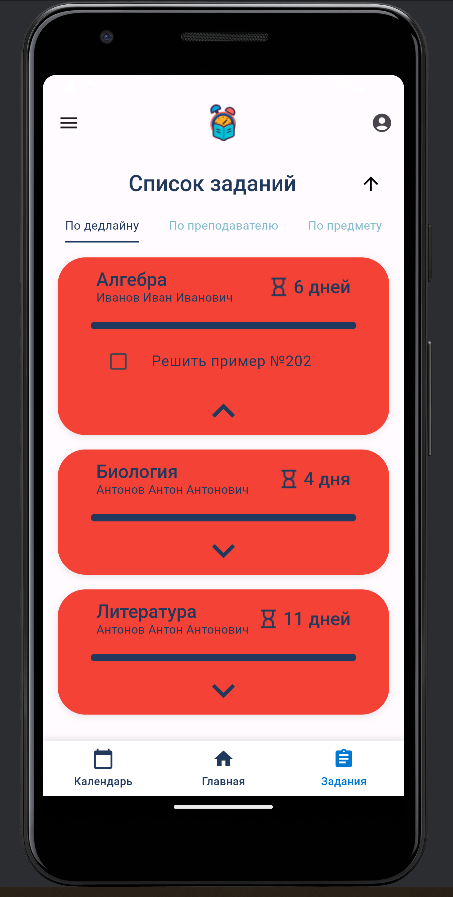 Список заданий
По дедлайну По преподавателю По предмету
Алгебра
Иванов Иван Иванович
6 дней
Решить пример №202
Биология
Антонов Антон Антонович
4 дня
Литература
Антонов Антон Антонович
11 дней
Календарь Главная Задания